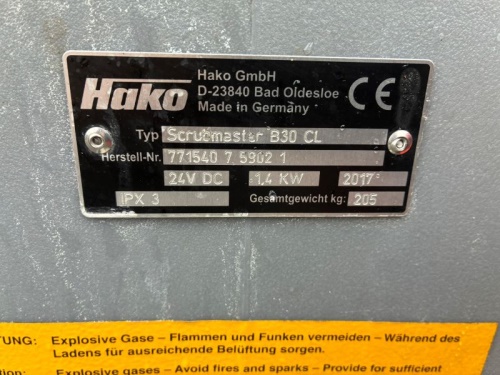 Hako
Hako GmbH
D-23840 Bad Oldesloe
Made in Germany
CE
Typ Scrubmaster B30 CL
Herstell-Nr. 771540 7 5902 1
24V DC 1,4 KW 2017
IPX 3 Gesamtgewicht kg: 205
TUNG: Explosive Gase – Flammen und Funken vermeiden – Während des
Ladens für ausreichende Belüftung sorgen.
Explosive gases – Avoid fires and sparks – Provide for sufficient